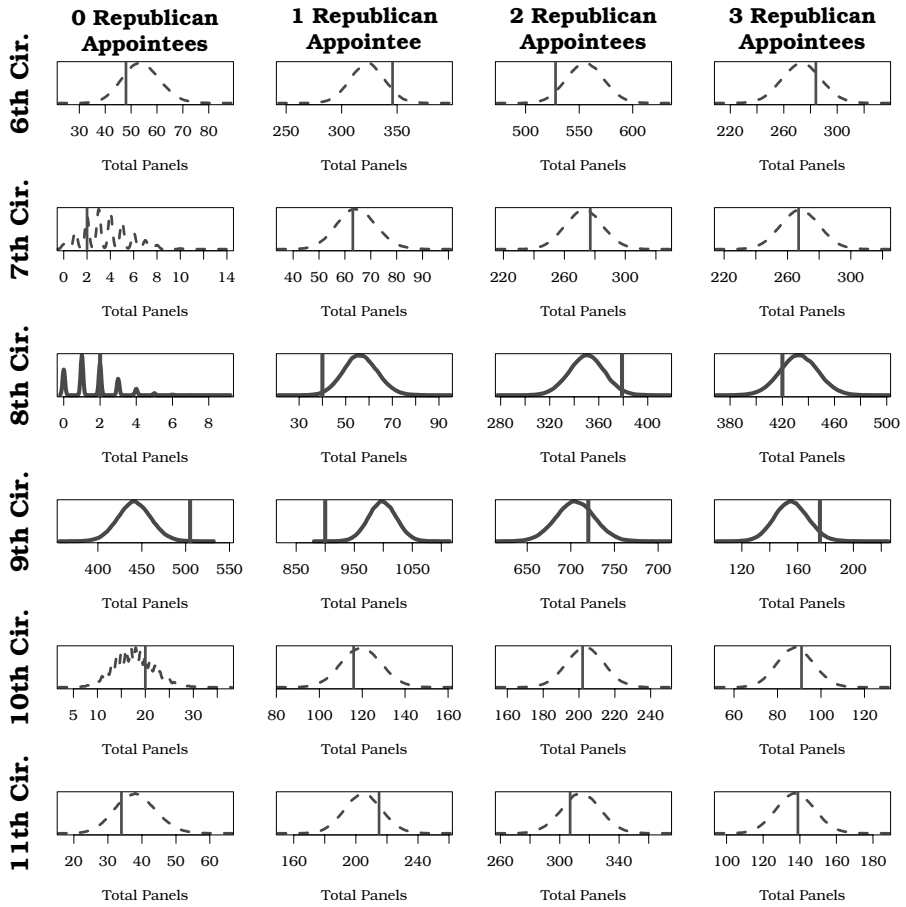 0 Republican 1 Republican 2 Republican 3 Republican
Appointees Appointee Appointees Appointees
6th Cir.
30 40 50 60 70 80 250 300 350 500 550 600 220 260 300
Total Panels Total Panels Total Panels Total Panels
7th Cir.
0 2 4 6 8 10 14 40 50 60 70 80 90 220 260 300 220 260 300
Total Panels Total Panels Total Panels Total Panels
8th Cir.
0 2 4 6 8 30 50 70 90 280 320 360 400 380 420 460 500
Total Panels Total Panels Total Panels Total Panels
9th Cir.
400 450 500 550 850 950 1050 650 700 700 700 120 160 200
Total Panels Total Panels Total Panels Total Panels
10th Cir.
5 10 20 30 80 100 120 140 160 160 180 200 220 240 60 80 100 120
Total Panels Total Panels Total Panels Total Panels
11th Cir.
20 30 40 50 60 160 200 240 260 300 340 100 120 140 160 180
Total Panels Total Panels Total Panels Total Panels